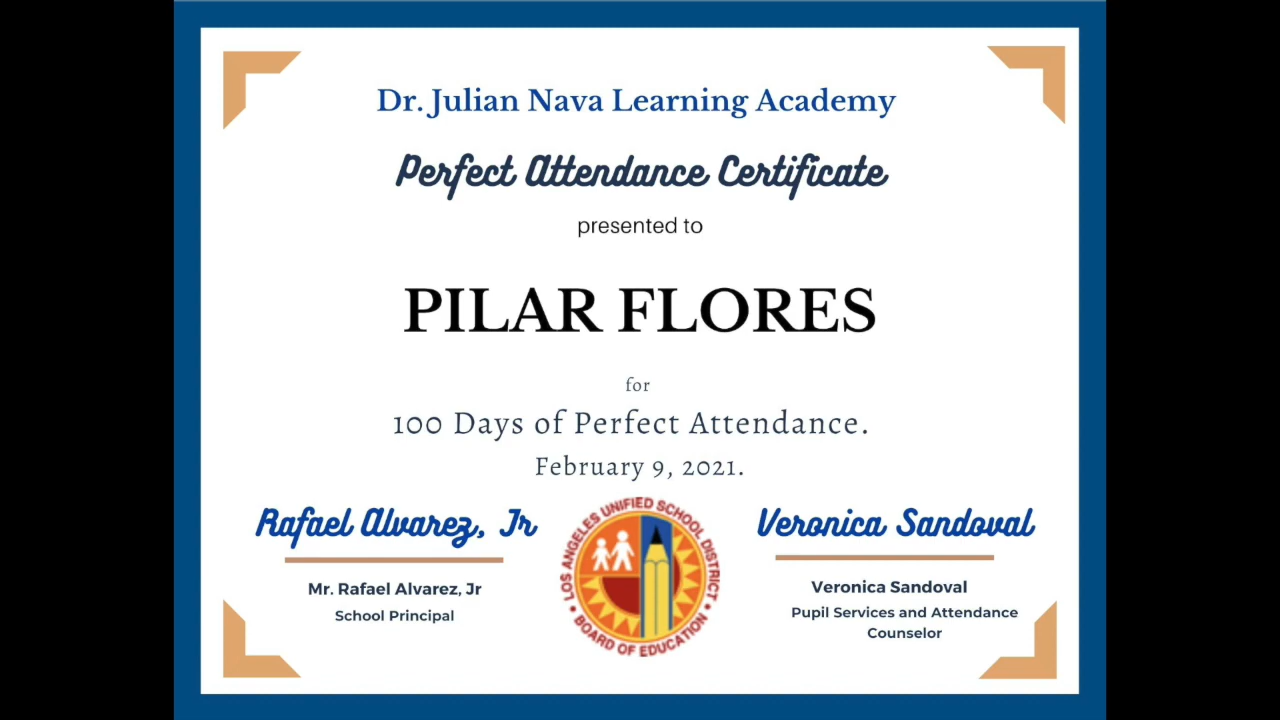 Dr. Julian Nava Learning Academy
Perfect Attendance Certificate
presented to
PILAR FLORES
for
100 Days of Perfect Attendance.
February 9, 2021.
Rafael Alvarez, Jr
Mr. Rafael Alvarez, Jr
School Principal
LOS ANGELES UNIFIED SCHOOL DISTRICT
• BOARD OF EDUCATION •
Veronica Sandoval
Veronica Sandoval
Pupil Services and Attendance
Counselor